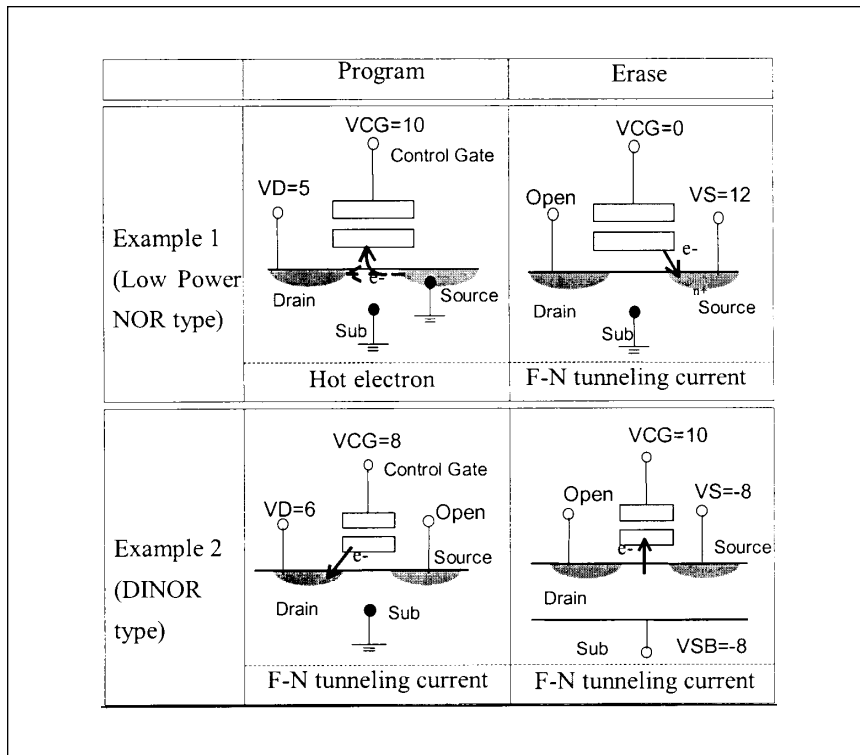 Program
Erase
Example 1
(Low Power
NOR type)
VCG=10
Control Gate
VD=5
e-
Drain
Source
Sub
Hot electron
VCG=0
Open
VS=12
e-
n+
Drain
Source
Sub
F-N tunneling current
Example 2
(DINOR
type)
VCG=8
Control Gate
VD=6
Open
e-
Source
Drain
Sub
F-N tunneling current
VCG=10
Open
VS=-8
e-
Source
Drain
Sub
VSB=-8
F-N tunneling current